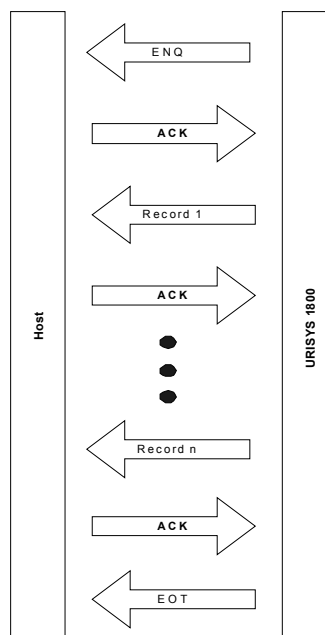 ENQ
ACK
Record 1
ACK
Host
URISYS 1800
Record n
ACK
EOT